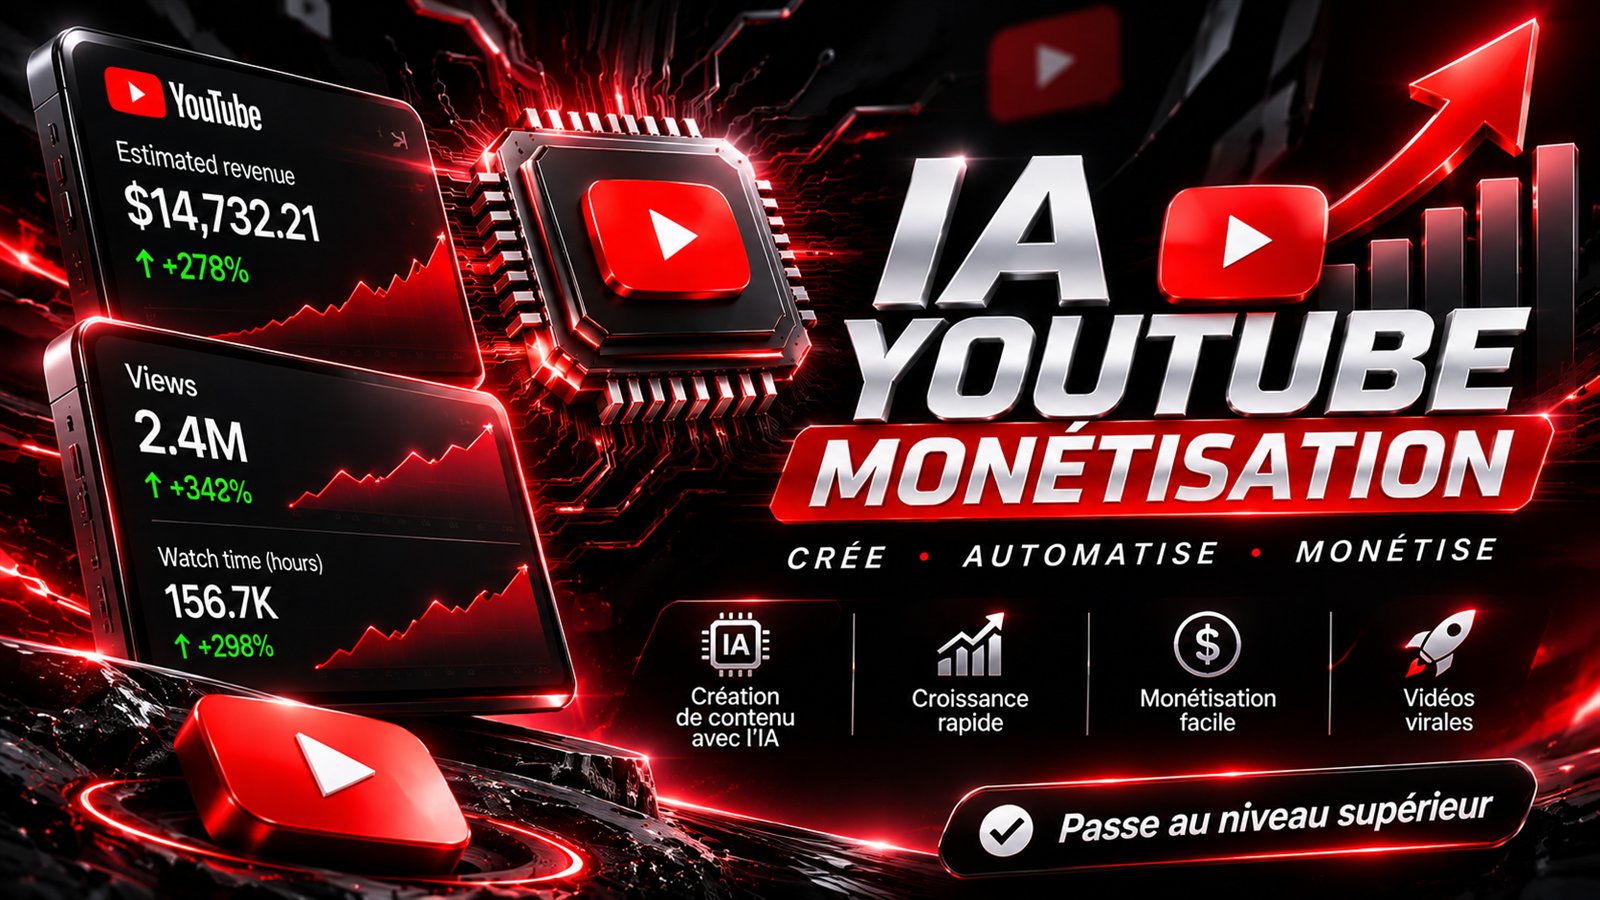 YouTube
Estimated revenue
$14,732.21
↑ +278%
Views
2.4M
↑ +342%
Watch time (hours)
156.7K
↑ +298%
IA
YOUTUBE
MONÉTISATION
CRÉE • AUTOMATISE • MONÉTISE
IA
Création
de contenu
avec l'IA
Croissance
rapide
$
Monétisation
facile
Vidéos
virales
Passe au niveau supérieur